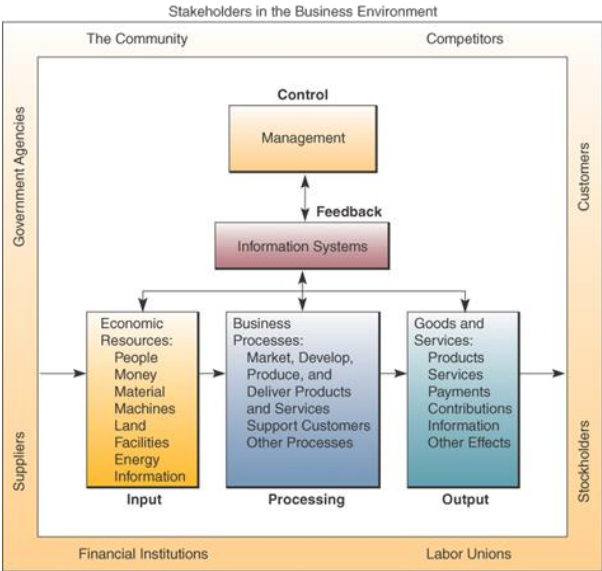 Stakeholders in the Business Environment
The Community
Competitors
Government Agencies
Customers
Control
Management
Feedback
Information Systems
Economic
Resources:
People
Money
Material
Machines
Land
Facilities
Energy
Information
Input
Business
Processes:
Market, Develop,
Produce, and
Deliver Products
and Services
Support Customers
Other Processes
Processing
Goods and
Services:
Products
Services
Payments
Contributions
Information
Other Effects
Output
Suppliers
Stockholders
Financial Institutions
Labor Unions